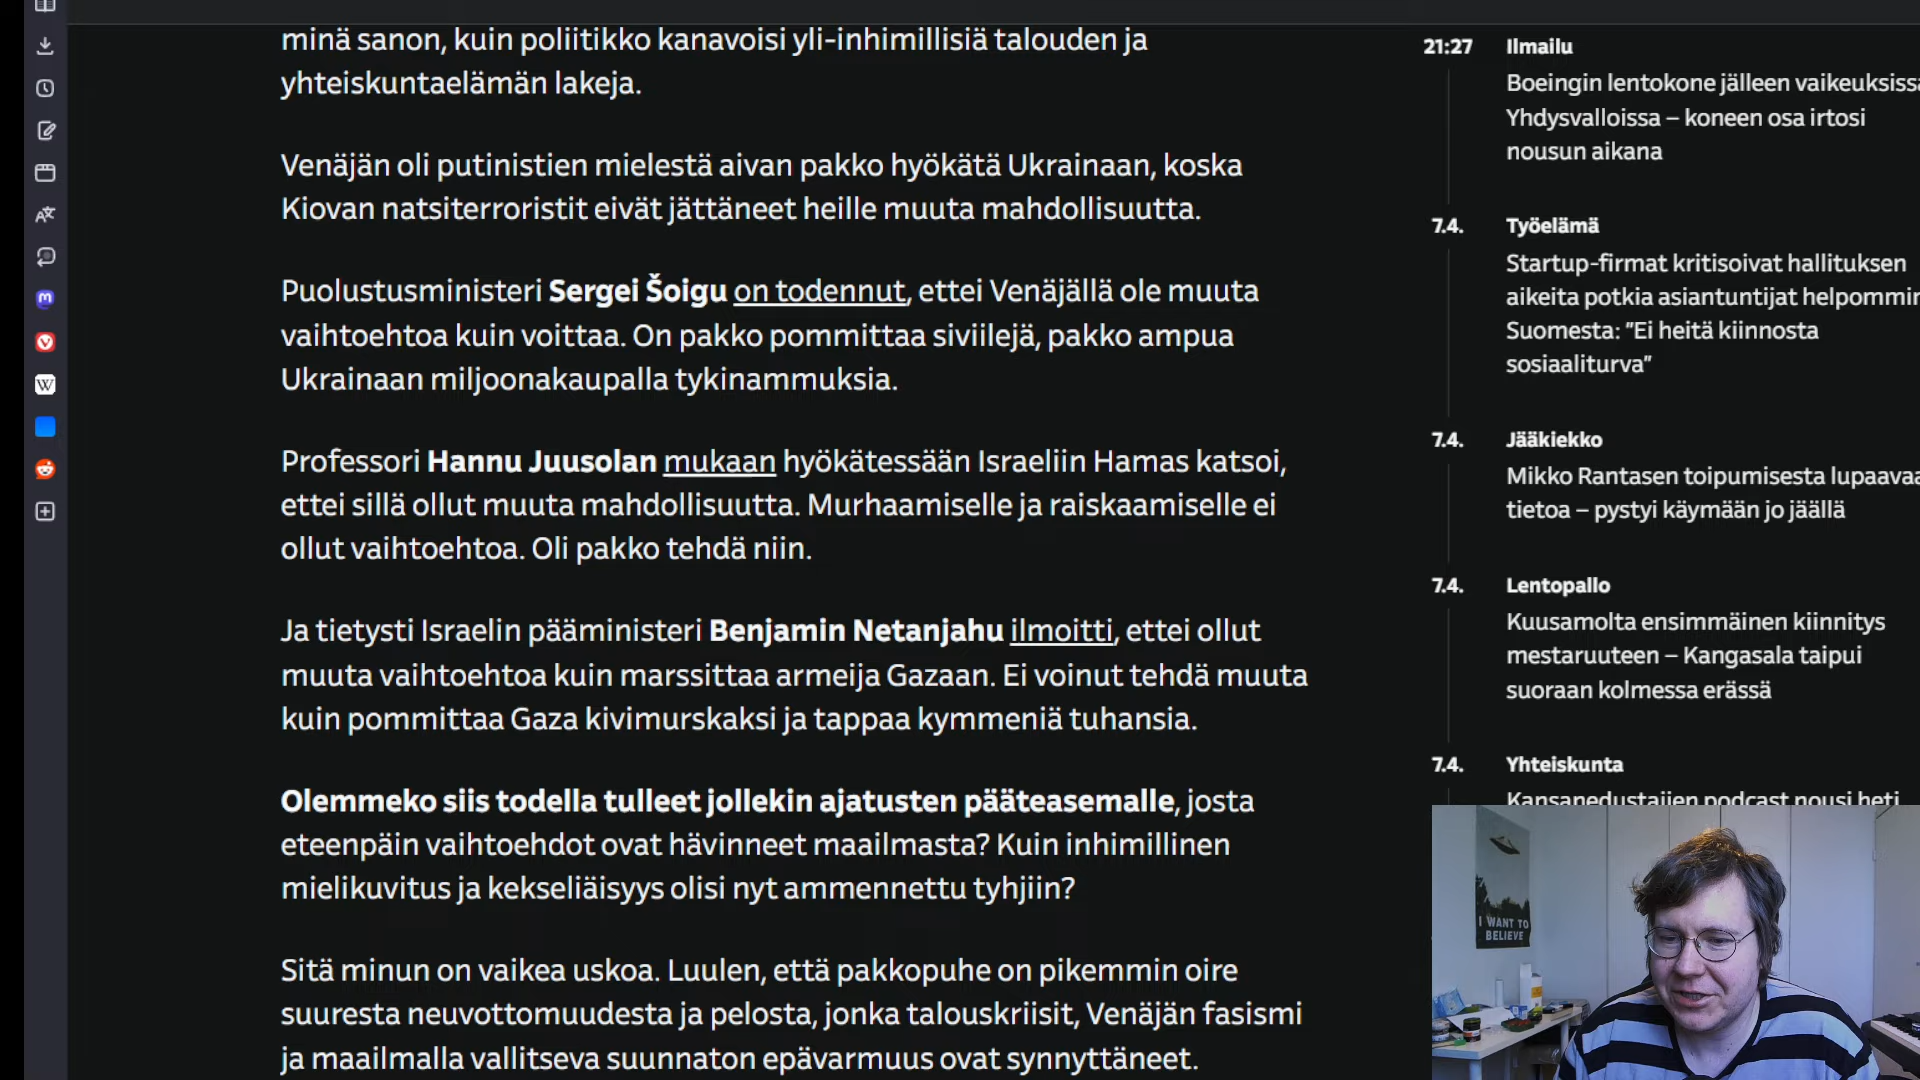 minä sanon, kuin poliitikko kanavoisi yli-inhimillisiä talouden ja
yhteiskuntaelämän lakeja.
Venäjän oli putinistien mielestä aivan pakko hyökätä Ukrainaan, koska
Kiovan natsiterroristit eivät jättäneet heille muuta mahdollisuutta.
Puolustusministeri Sergei Šoigu on todennut, ettei Venäjällä ole muuta
vaihtoehtoa kuin voittaa. On pakko pommittaa siviilejä, pakko ampua
Ukrainaan miljoonakaupalla tykinammuksia.
Professori Hannu Juusolan mukaan hyökätessään Israeliin Hamas katsoi,
ettei sillä ollut muuta mahdollisuutta. Murhaamiselle ja raiskaamiselle ei
ollut vaihtoehtoa. Oli pakko tehdä niin.
Ja tietysti Israelin pääministeri Benjamin Netanjahu ilmoitti, ettei ollut
muuta vaihtoehtoa kuin marssittaa armeija Gazaan. Ei voinut tehdä muuta
kuin pommittaa Gaza kivimurskaksi ja tappaa kymmeniä tuhansia.
Olemmeko siis todella tulleet jollekin ajatusten pääteasemalle, josta
eteenpäin vaihtoehdot ovat hävinneet maailmasta? Kuin inhimillinen
mielikuvitus ja kekseliäisyys olisi nyt ammennettu tyhjiin?
Sitä minun on vaikea uskoa. Luulen, että pakkopuhe on pikemmin oire
suuresta neuvottomuudesta ja pelosta, jonka talouskriisit, Venäjän fasismi
ja maailmalla vallitseva suunnaton epävarmuus ovat synnyttäneet.
21:27 Ilmailu
Boeingin lentokone jälleen vaikeuksissa
Yhdysvalloissa – koneen osa irtosi
nousun aikana
7.4. Työelämä
Startup-firmat kritisoivat hallituksen
aikeita potkia asiantuntijat helpommin
Suomesta: ”Ei heitä kiinnosta
sosiaaliturva”
7.4. Jääkiekko
Mikko Rantasen toipumisesta lupaavaa
tietoa – pystyi käymään jo jäällä
7.4. Lentopallo
Kuusamolta ensimmäinen kiinnitys
mestaruuteen – Kangasala taipui
suoraan kolmessa erässä
7.4. Yhteiskunta
Kansanedustajien podcast nousi heti
I WANT TO
BELIEVE